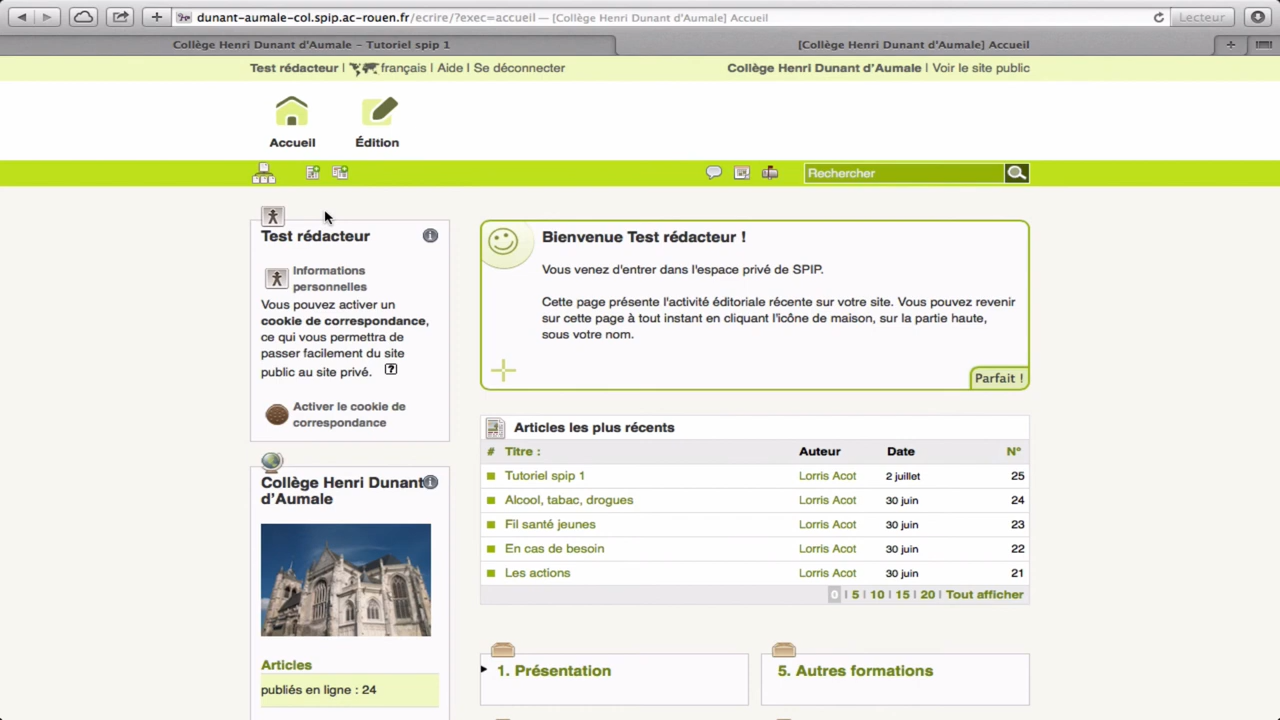 dunant-aumale-col.spip.ac-rouen.fr/ecrire/?exec=accueil — [Collège Henri Dunant d'Aumale] Accueil
Lecteur
Collège Henri Dunant d'Aumale - Tutoriel spip 1
[Collège Henri Dunant d'Aumale] Accueil
Test rédacteur | français | Aide | Se déconnecter
Collège Henri Dunant d'Aumale | Voir le site public
Accueil
Édition
Rechercher
Test rédacteur
Informations
personnelles
Vous pouvez activer un
cookie de correspondance,
ce qui vous permettra de
passer facilement du site
public au site privé. ?
Activer le cookie de
correspondance
Collège Henri Dunant
d'Aumale
Articles
publiés en ligne : 24
Bienvenue Test rédacteur !
Vous venez d'entrer dans l'espace privé de SPIP.
Cette page présente l'activité éditoriale récente sur votre site. Vous pouvez revenir
sur cette page à tout instant en cliquant l'icône de maison, sur la partie haute,
sous votre nom.
Parfait !
Articles les plus récents
# Titre : Auteur Date N°
Tutoriel spip 1 Lorris Acot 2 juillet 25
Alcool, tabac, drogues Lorris Acot 30 juin 24
Fil santé jeunes Lorris Acot 30 juin 23
En cas de besoin Lorris Acot 30 juin 22
Les actions Lorris Acot 30 juin 21
0 | 5 | 10 | 15 | 20 | Tout afficher
1. Présentation
5. Autres formations